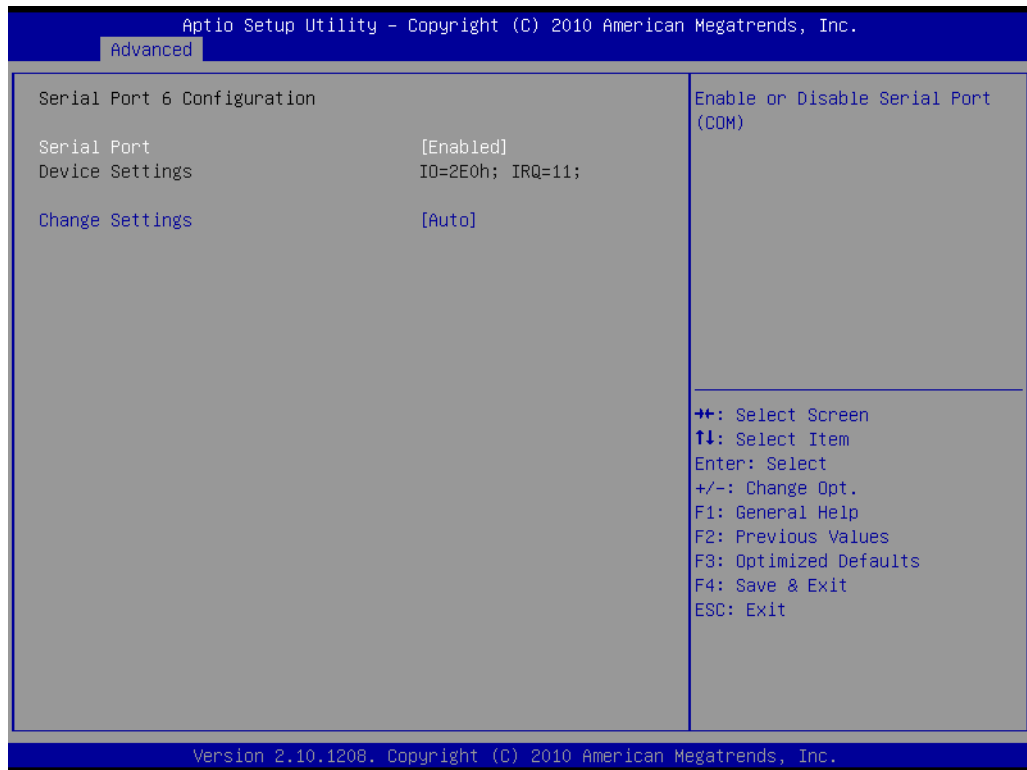 Aptio Setup Utility – Copyright (C) 2010 American Megatrends, Inc.
Advanced
Serial Port 6 Configuration
Serial Port [Enabled]
Device Settings IO=2E0h; IRQ=11;
Change Settings [Auto]
Enable or Disable Serial Port
(COM)
→←: Select Screen
↑↓: Select Item
Enter: Select
+/-: Change Opt.
F1: General Help
F2: Previous Values
F3: Optimized Defaults
F4: Save & Exit
ESC: Exit
Version 2.10.1208. Copyright (C) 2010 American Megatrends, Inc.